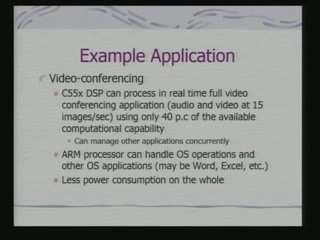 Example Application
Video-conferencing
C55x DSP can process in real time full video
conferencing application (audio and video at 15
images/sec) using only 40 p.c of the available
computational capability
Can manage other applications concurrently
ARM processor can handle OS operations and
other OS applications (may be Word, Excel, etc.)
Less power consumption on the whole